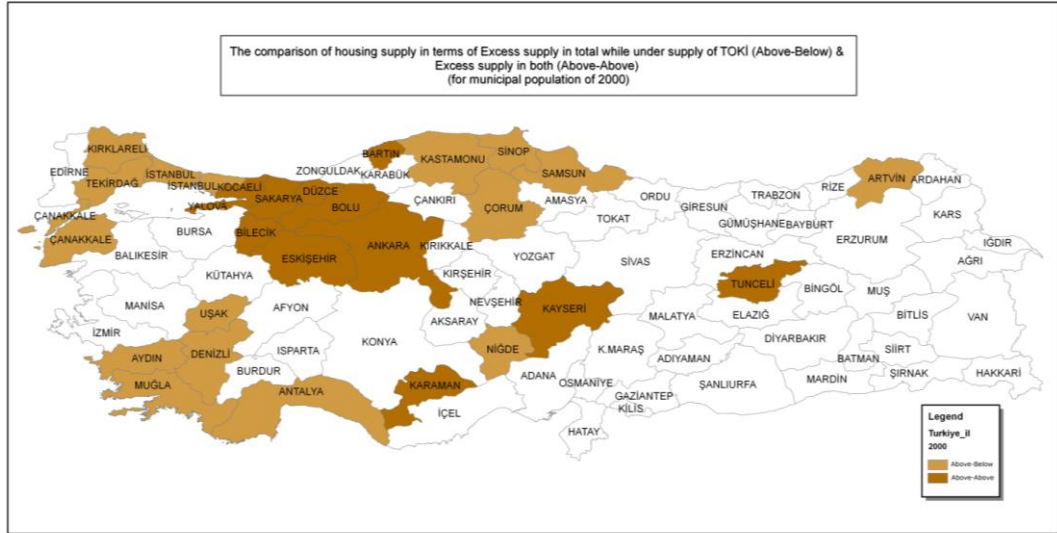 The comparison of housing supply in terms of Excess supply in total while under supply of TOKİ (Above-Below) &
Excess supply in both (Above-Above)
(for municipal population of 2000)
KIRKLARELİ
EDİRNE
TEKİRDAĞ
İSTANBUL
İSTANBUL
KOCAELİ
YALOVA
SAKARYA
DÜZCE
BOLU
ZONGULDAK
BARTIN
KARABÜK
KASTAMONU
SİNOP
SAMSUN
ÇANKIRI
ÇORUM
AMASYA
ORDU
TOKAT
GİRESUN
TRABZON
RİZE
ARTVİN
ARDAHAN
GÜMÜŞHANE
BAYBURT
KARS
ERZURUM
IĞDIR
AĞRI
ÇANAKKALE
ÇANAKKALE
BALIKESİR
BURSA
BİLECİK
ESKİŞEHİR
ANKARA
KIRIKKALE
KIRŞEHİR
YOZGAT
SİVAS
ERZİNCAN
TUNCELİ
BİNGÖL
MUŞ
BİTLİS
VAN
KÜTAHYA
MANİSA
İZMİR
UŞAK
AFYON
AYDIN
DENİZLİ
MUĞLA
BURDUR
ISPARTA
ANTALYA
KONYA
AKSARAY
NEVŞEHİR
KAYSERİ
NİĞDE
KARAMAN
İÇEL
ADANA
OSMANİYE
HATAY
K.MARAŞ
MALATYA
ELAZIĞ
ADIYAMAN
GAZİANTEP
KİLİS
ŞANLIURFA
DİYARBAKIR
MARDİN
BATMAN
SİİRT
ŞIRNAK
HAKKARİ
Legend
Turkiye_il
2000
Above-Below
Above-Above